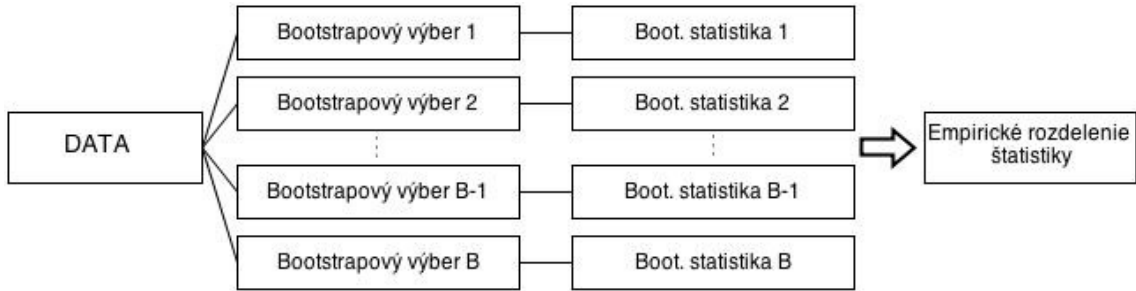 Bootstrapový výber 1
Boot. statistika 1
Bootstrapový výber 2
Boot. statistika 2
DATA
Empirické rozdelenie
štatistiky
Bootstrapový výber B-1
Boot. statistika B-1
Bootstrapový výber B
Boot. statistika B